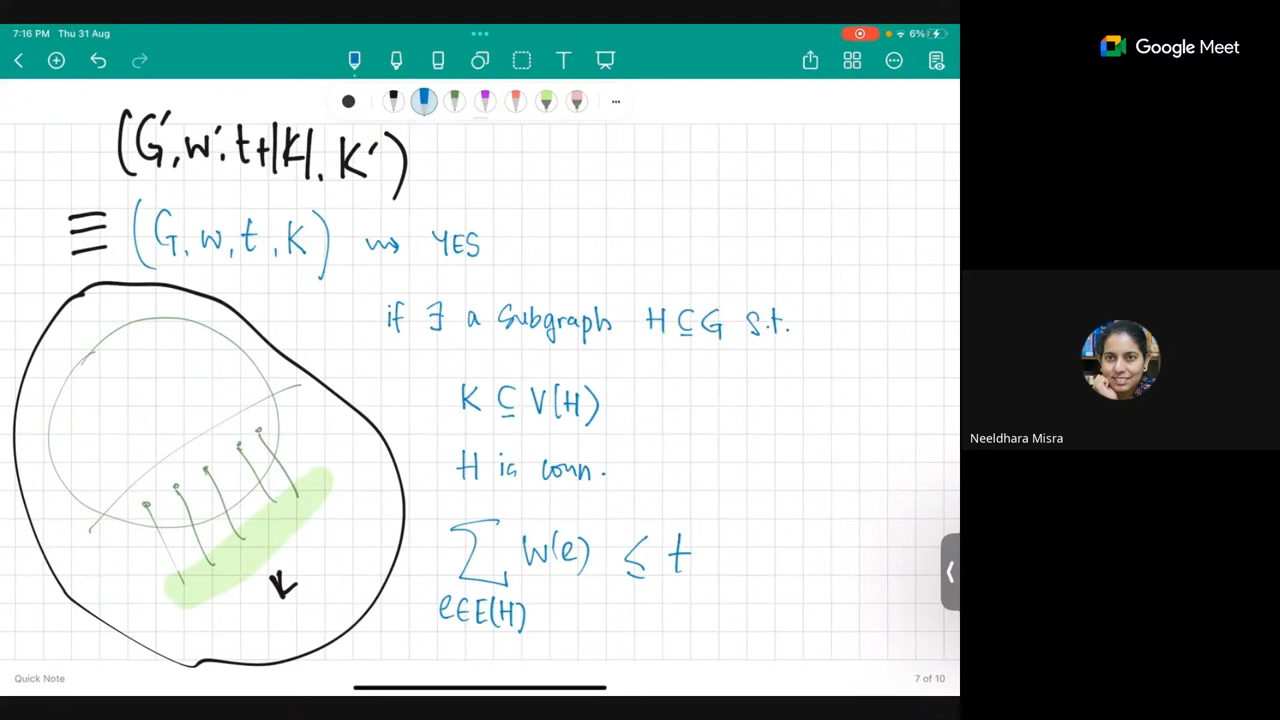 7:16 PM Thu 31 Aug
6%
Google Meet
(G′, w′, t+|K|, K′)
≡ (G, w, t, K) ⇝ YES
if ∃ a subgraph H ⊆ G s.t.
K ⊆ V(H)
H is conn.
∑ w(e) ≤ t
e∈E(H)
K
Neeldhara Misra
Quick Note
7 of 10